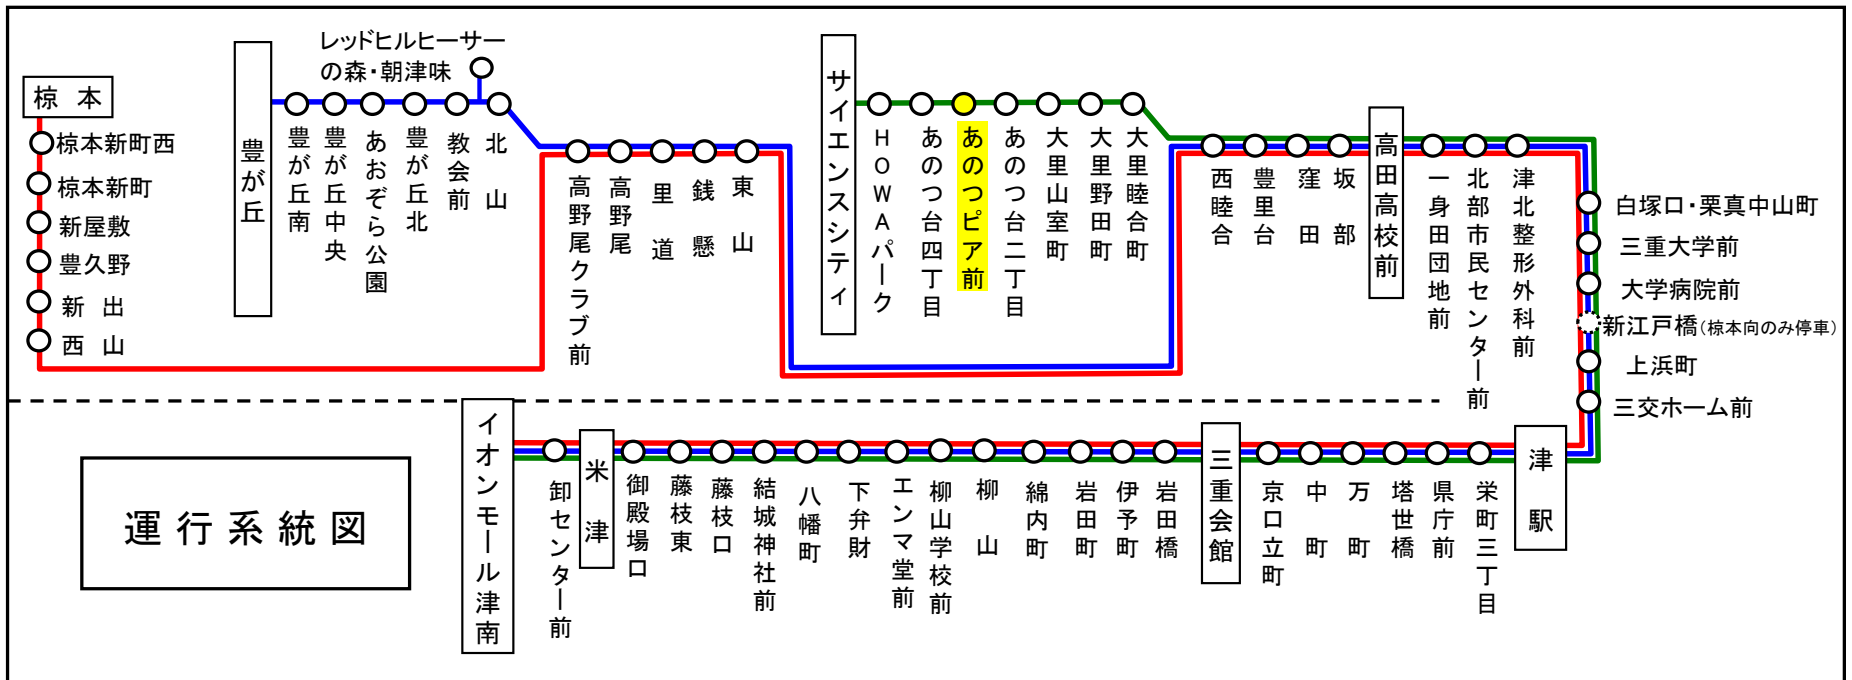 椋本
椋本新町西
椋本新町
新屋敷
豊久野
新出
西山
豊が丘
豊が丘南
豊が丘中央
あおぞら公園
豊が丘北
教会前
レッドヒルヒーサー
の森・朝津味
北山
高野尾クラブ前
高野尾
里道
銭懸
東山
サイエンスシティ
HOWAパーク
あのつ台四丁目
あのつピア前
あのつ台二丁目
大里山室町
大里野田町
大里睦合町
西睦合
豊里台
窪田
坂部
高田高校前
一身田団地前
北部市民センター前
津北整形外科前
白塚口・栗真中山町
三重大学前
大学病院前
新江戸橋(椋本向のみ停車)
上浜町
三交ホーム前
津駅
栄町三丁目
県庁前
塔世橋
万町
中町
京口立町
三重会館
岩田橋
伊予町
岩田町
綿内町
柳山
柳山学校前
エンマ堂前
下弁財
八幡町
結城神社前
藤枝口
藤枝東
御殿場口
米津
卸センター前
イオンモール津南
運行系統図